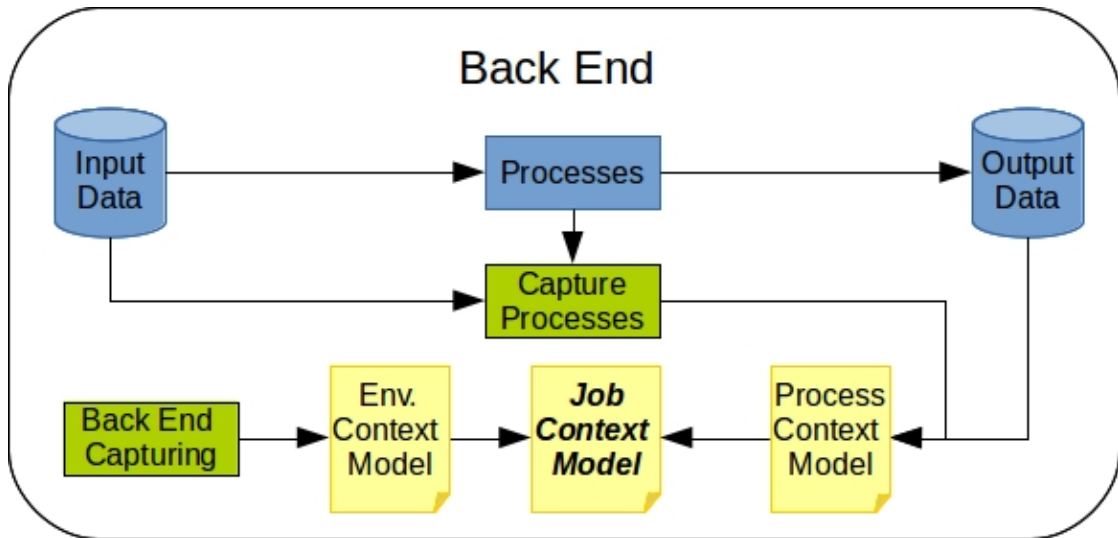 Back End
Input
Data
Processes
Output
Data
Capture
Processes
Back End
Capturing
Env.
Context
Model
Job
Context
Model
Process
Context
Model